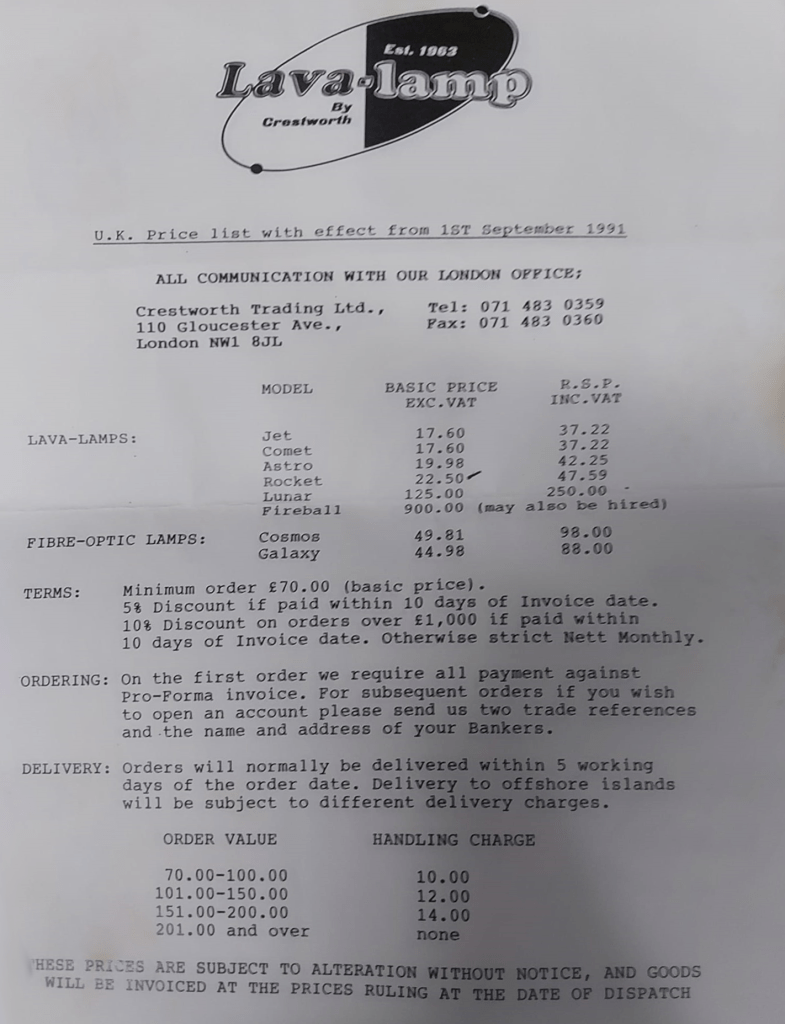 Est. 1963
Lava-lamp
By
Crestworth
U.K. Price list with effect from 1ST September 1991
ALL COMMUNICATION WITH OUR LONDON OFFICE;
Crestworth Trading Ltd., Tel: 071 483 0359
110 Gloucester Ave., Fax: 071 483 0360
London NW1 8JL
MODEL BASIC PRICE R.S.P.
EXC.VAT INC.VAT
LAVA-LAMPS: Jet 17.60 37.22
Comet 17.60 37.22
Astro 19.98 42.25
Rocket 22.50 47.59
Lunar 125.00 250.00
Fireball 900.00 (may also be hired)
FIBRE-OPTIC LAMPS: Cosmos 49.81 98.00
Galaxy 44.98 88.00
TERMS: Minimum order £70.00 (basic price).
5% Discount if paid within 10 days of Invoice date.
10% Discount on orders over £1,000 if paid within
10 days of Invoice date. Otherwise strict Nett Monthly.
ORDERING: On the first order we require all payment against
Pro-Forma invoice. For subsequent orders if you wish
to open an account please send us two trade references
and the name and address of your Bankers.
DELIVERY: Orders will normally be delivered within 5 working
days of the order date. Delivery to offshore islands
will be subject to different delivery charges.
ORDER VALUE HANDLING CHARGE
70.00-100.00 10.00
101.00-150.00 12.00
151.00-200.00 14.00
201.00 and over none
THESE PRICES ARE SUBJECT TO ALTERATION WITHOUT NOTICE, AND GOODS
WILL BE INVOICED AT THE PRICES RULING AT THE DATE OF DISPATCH